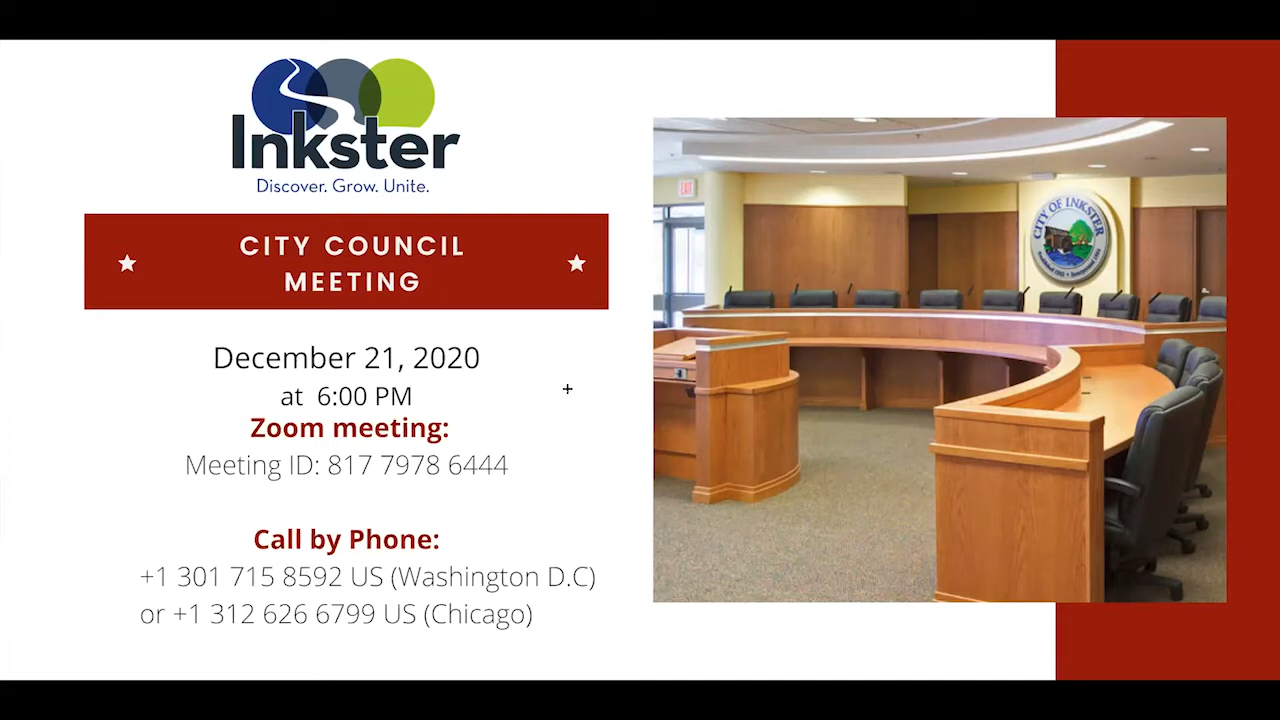 Inkster
Discover. Grow. Unite.
CITY COUNCIL
MEETING
December 21, 2020
at 6:00 PM
Zoom meeting:
Meeting ID: 817 7978 6444
Call by Phone:
+1 301 715 8592 US (Washington D.C)
or +1 312 626 6799 US (Chicago)
EXIT
CITY OF INKSTER